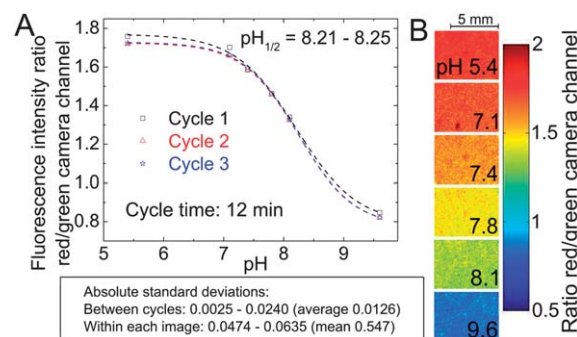 A
Fluorescence intensity ratio
red/green camera channel
1.8
1.6
1.4
1.2
1.0
0.8
pH1/2 = 8.21 - 8.25
Cycle 1
Cycle 2
Cycle 3
Cycle time: 12 min
5 6 7 8 9 10
pH
Absolute standard deviations:
Between cycles: 0.0025 - 0.0240 (average 0.0126)
Within each image: 0.0474 - 0.0635 (mean 0.547)
B
5 mm
pH 5.4
7.1
7.4
7.8
8.1
9.6
2
1.5
1
0.5
Ratio red/green camera channel